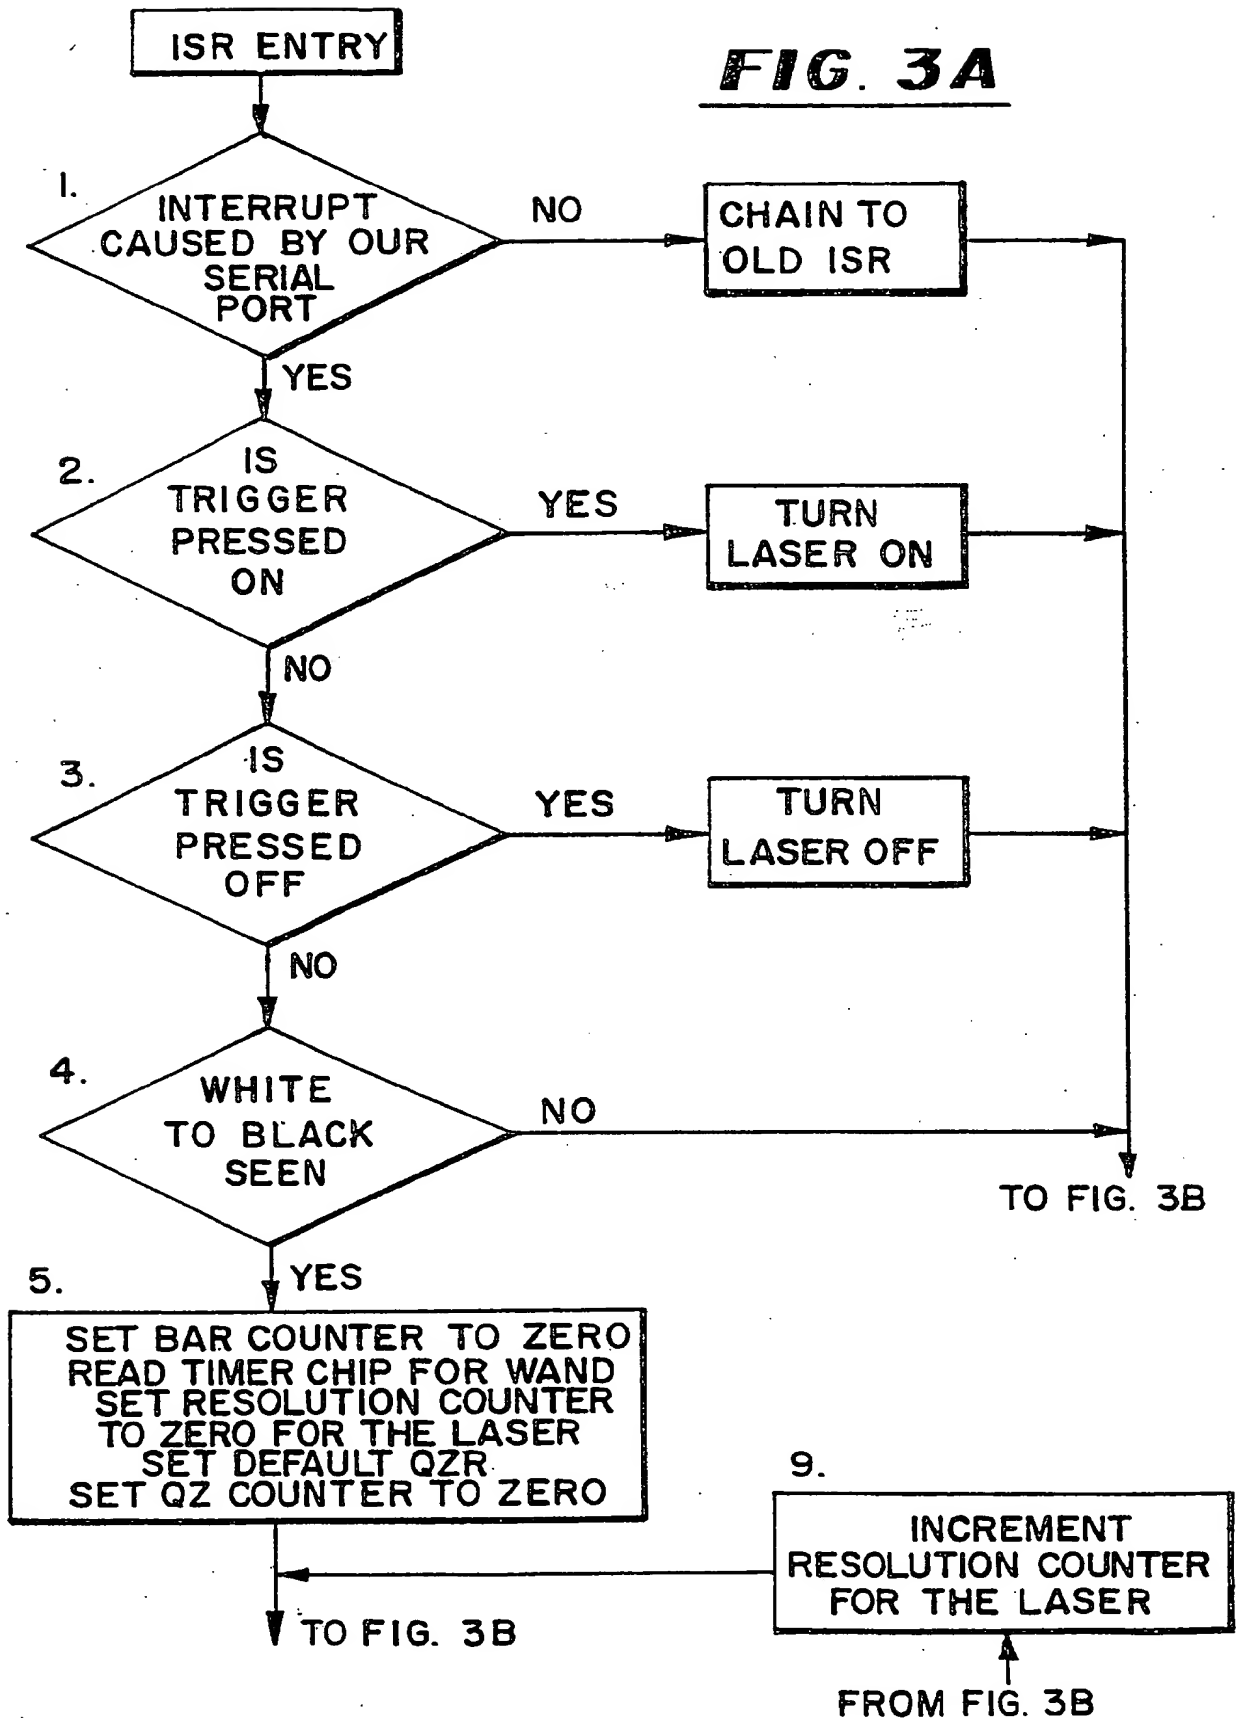 ISR ENTRY
FIG. 3A
1.
INTERRUPT
CAUSED BY OUR
SERIAL
PORT
NO
CHAIN TO
OLD ISR
YES
2.
IS
TRIGGER
PRESSED
ON
YES
TURN
LASER ON
NO
3.
IS
TRIGGER
PRESSED
OFF
YES
TURN
LASER OFF
NO
4.
WHITE
TO BLACK
SEEN
NO
TO FIG. 3B
YES
5.
SET BAR COUNTER TO ZERO
READ TIMER CHIP FOR WAND
SET RESOLUTION COUNTER
TO ZERO FOR THE LASER
SET DEFAULT QZR
SET QZ COUNTER TO ZERO
9.
INCREMENT
RESOLUTION COUNTER
FOR THE LASER
TO FIG. 3B
FROM FIG. 3B